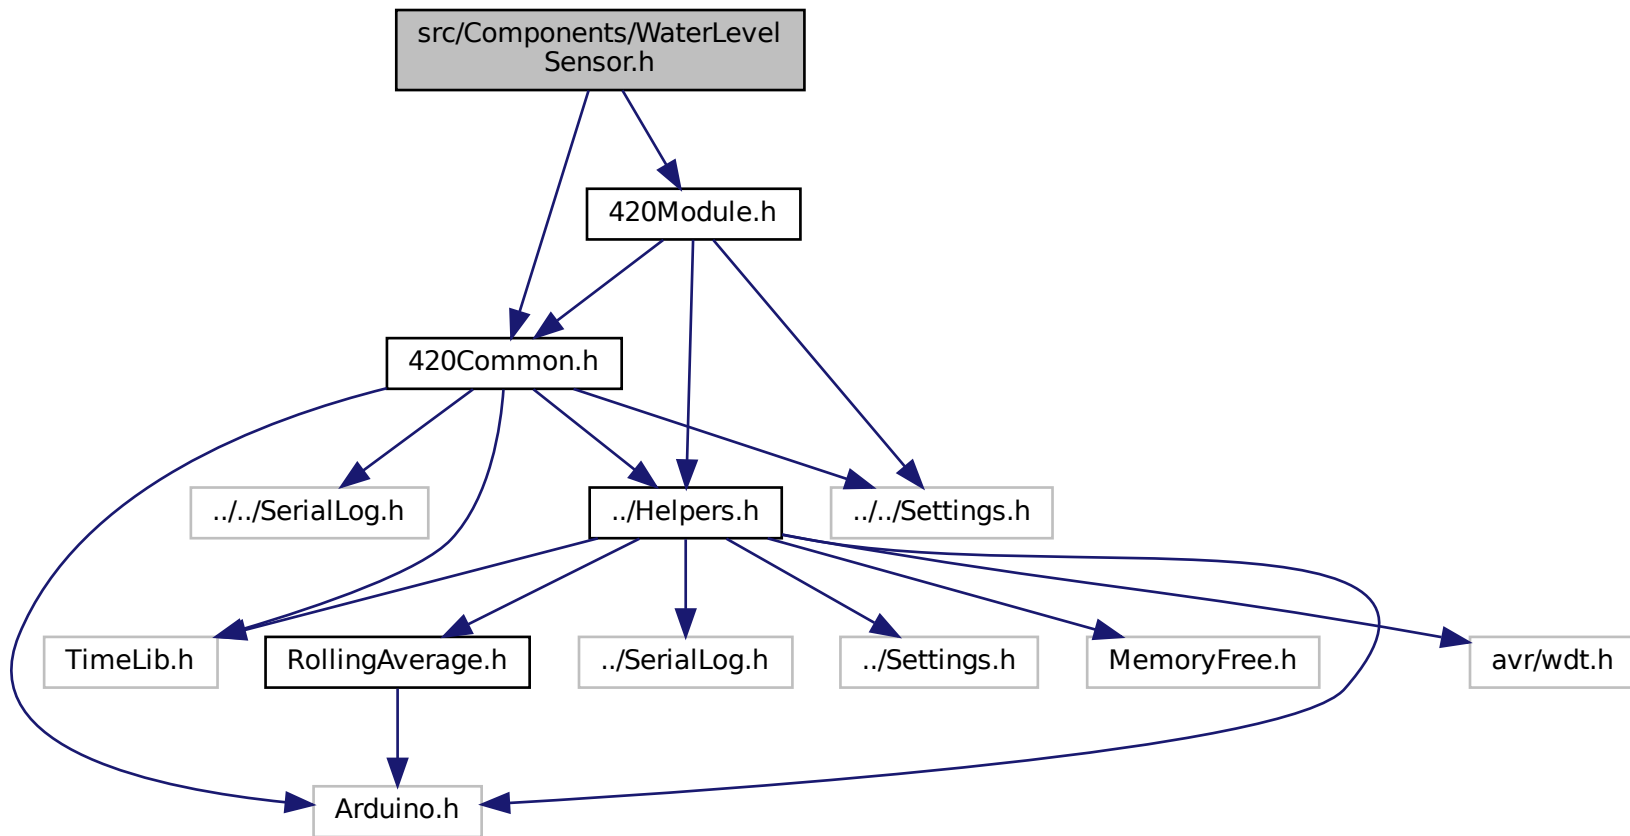 src/Components/WaterLevel
Sensor.h
420Module.h
420Common.h
../../SerialLog.h
../Helpers.h
../../Settings.h
TimeLib.h
RollingAverage.h
../SerialLog.h
../Settings.h
MemoryFree.h
avr/wdt.h
Arduino.h